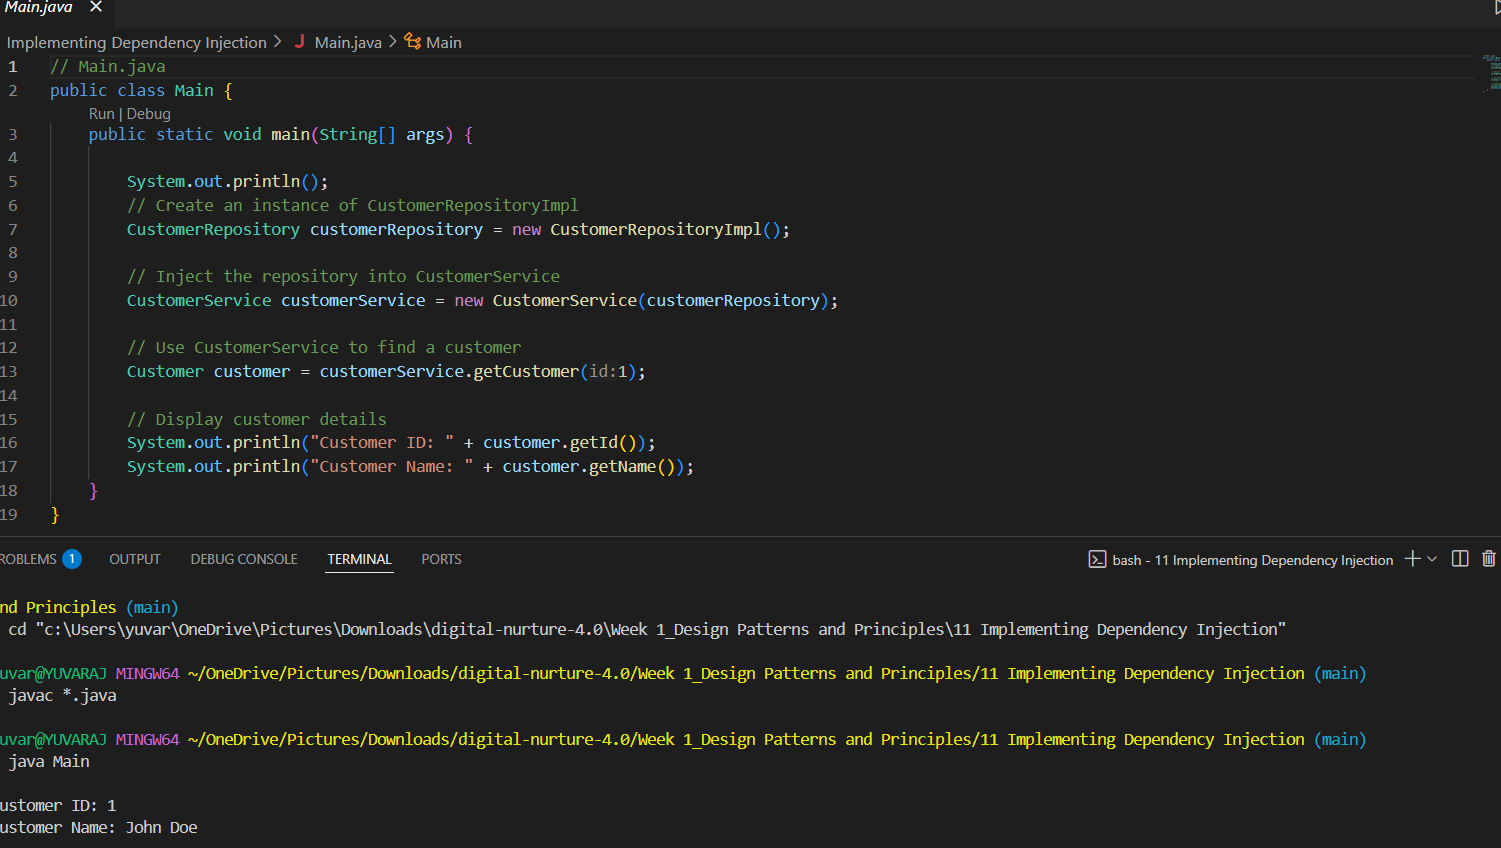 Main.java
Implementing Dependency Injection > J Main.java > Main
1 // Main.java
2 public class Main {
Run | Debug
3 public static void main(String[] args) {
4
5 System.out.println();
6 // Create an instance of CustomerRepositoryImpl
7 CustomerRepository customerRepository = new CustomerRepositoryImpl();
8
9 // Inject the repository into CustomerService
10 CustomerService customerService = new CustomerService(customerRepository);
11
12 // Use CustomerService to find a customer
13 Customer customer = customerService.getCustomer(id:1);
14
15 // Display customer details
16 System.out.println("Customer ID: " + customer.getId());
17 System.out.println("Customer Name: " + customer.getName());
18 }
19 }
ROBLEMS 1 OUTPUT DEBUG CONSOLE TERMINAL PORTS bash - 11 Implementing Dependency Injection
nd Principles (main)
cd "c:\Users\yuvar\OneDrive\Pictures\Downloads\digital-nurture-4.0\Week 1_Design Patterns and Principles\11 Implementing Dependency Injection"
uvar@YUVARAJ MINGW64 ~/OneDrive/Pictures/Downloads/digital-nurture-4.0/Week 1_Design Patterns and Principles/11 Implementing Dependency Injection (main)
javac *.java
uvar@YUVARAJ MINGW64 ~/OneDrive/Pictures/Downloads/digital-nurture-4.0/Week 1_Design Patterns and Principles/11 Implementing Dependency Injection (main)
java Main
ustomer ID: 1
ustomer Name: John Doe